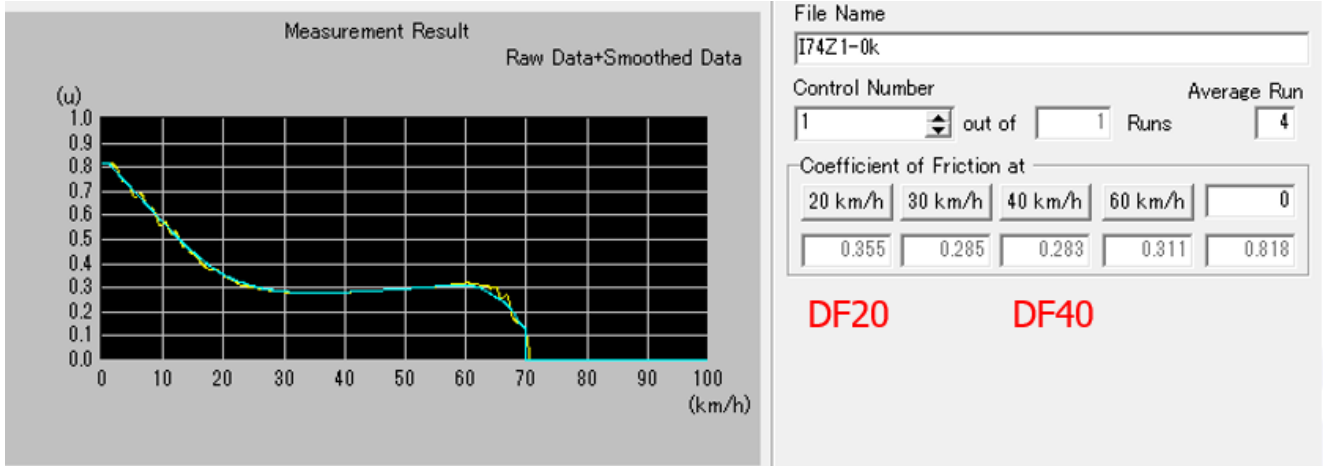 Measurement Result
Raw Data+Smoothed Data
(u)
1.0
0.9
0.8
0.7
0.6
0.5
0.4
0.3
0.2
0.1
0.0
0 10 20 30 40 50 60 70 80 90 100
(km/h)
File Name
I74Z1-0k
Control Number Average Run
1 out of 1 Runs 4
Coefficient of Friction at
20 km/h 30 km/h 40 km/h 60 km/h 0
0.355 0.285 0.283 0.311 0.818
DF20 DF40